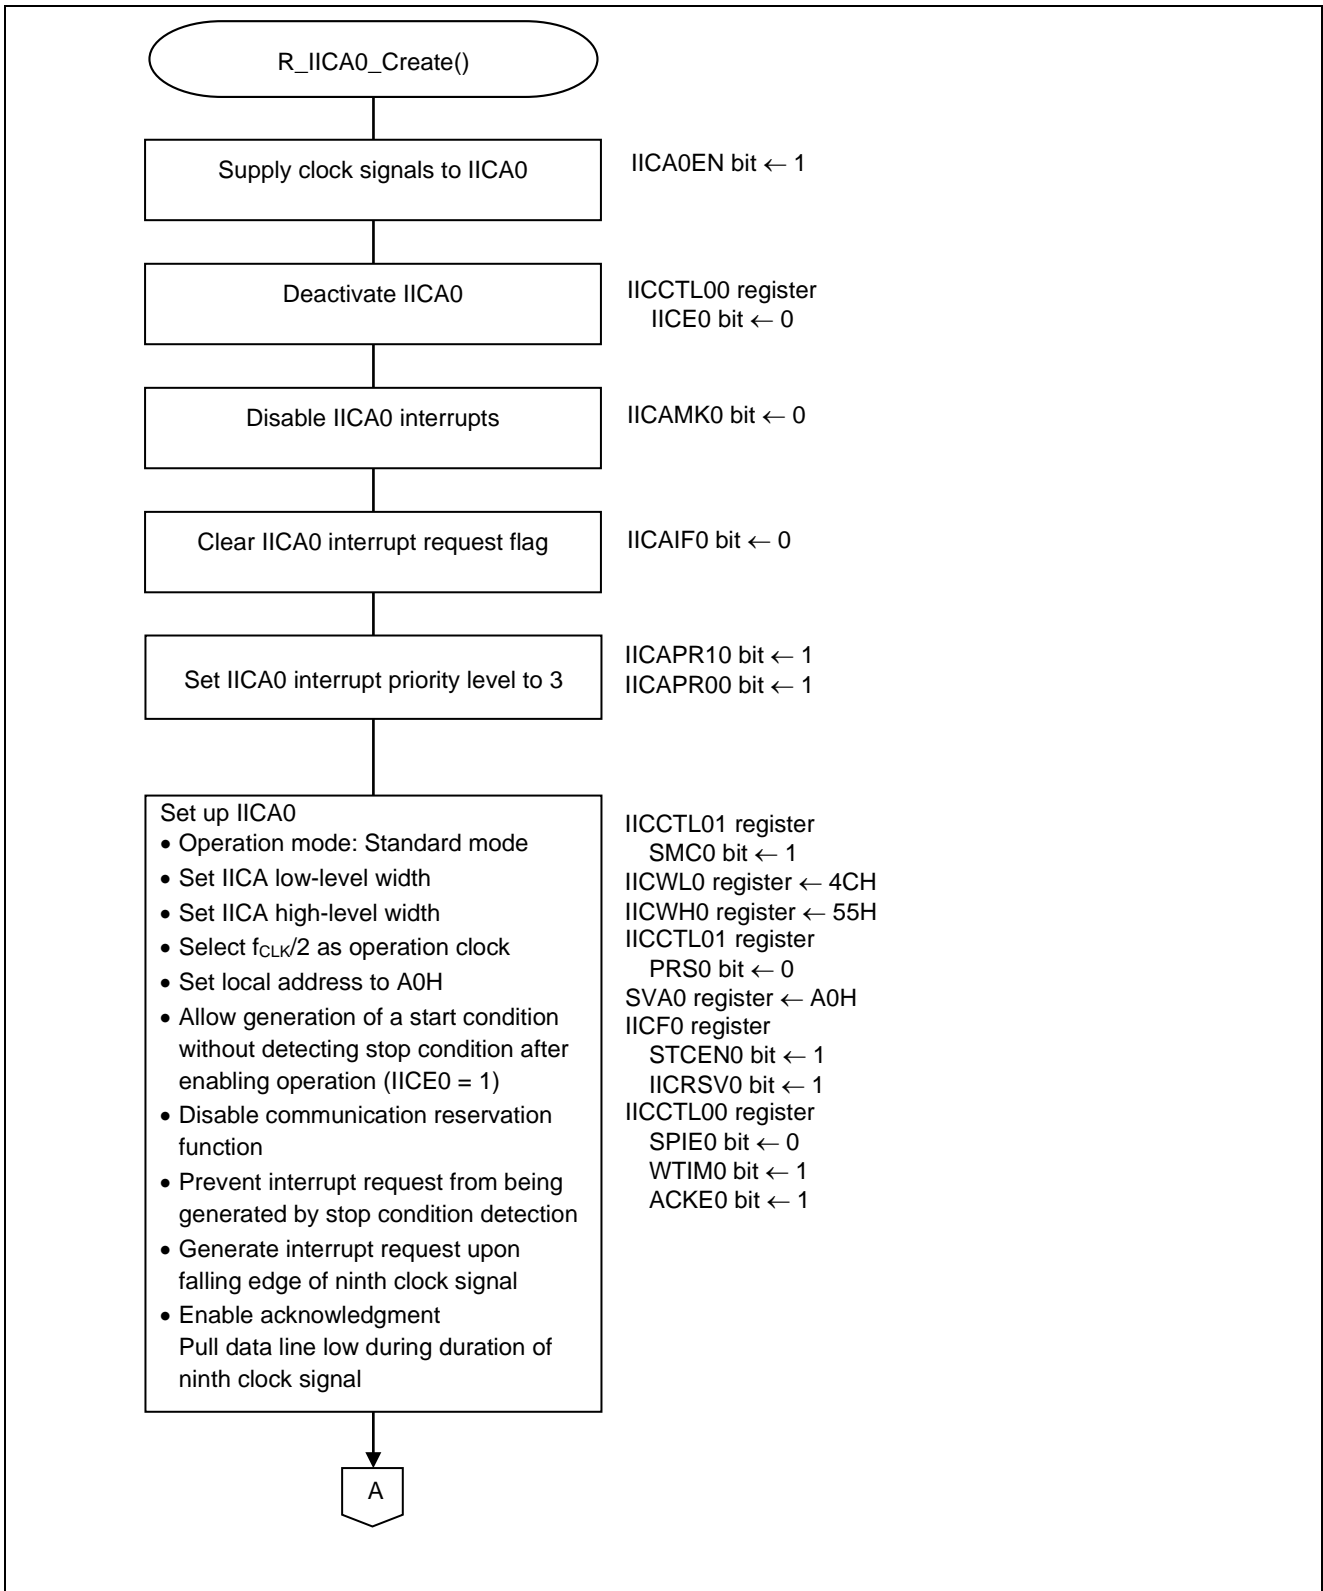 R_IICA0_Create()
Supply clock signals to IICA0
IICA0EN bit ← 1
Deactivate IICA0
IICCTL00 register
IICE0 bit ← 0
Disable IICA0 interrupts
IICAMK0 bit ← 0
Clear IICA0 interrupt request flag
IICAIF0 bit ← 0
Set IICA0 interrupt priority level to 3
IICAPR10 bit ← 1
IICAPR00 bit ← 1
Set up IICA0
• Operation mode: Standard mode
• Set IICA low-level width
• Set IICA high-level width
• Select fCLK/2 as operation clock
• Set local address to A0H
• Allow generation of a start condition
without detecting stop condition after
enabling operation (IICE0 = 1)
• Disable communication reservation
function
• Prevent interrupt request from being
generated by stop condition detection
• Generate interrupt request upon
falling edge of ninth clock signal
• Enable acknowledgment
Pull data line low during duration of
ninth clock signal
IICCTL01 register
SMC0 bit ← 1
IICWL0 register ← 4CH
IICWH0 register ← 55H
IICCTL01 register
PRS0 bit ← 0
SVA0 register ← A0H
IICF0 register
STCEN0 bit ← 1
IICRSV0 bit ← 1
IICCTL00 register
SPIE0 bit ← 0
WTIM0 bit ← 1
ACKE0 bit ← 1
A